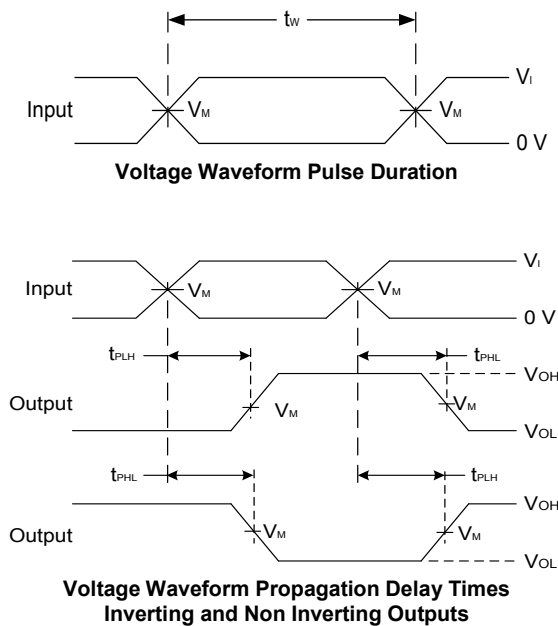 tW
VI
Input
VM
VM
0 V
Voltage Waveform Pulse Duration
VI
Input
VM
VM
0 V
tPLH
tPHL
VOH
Output
VM
VM
VOL
tPHL
tPLH
VOH
Output
VM
VM
VOL
Voltage Waveform Propagation Delay Times
Inverting and Non Inverting Outputs